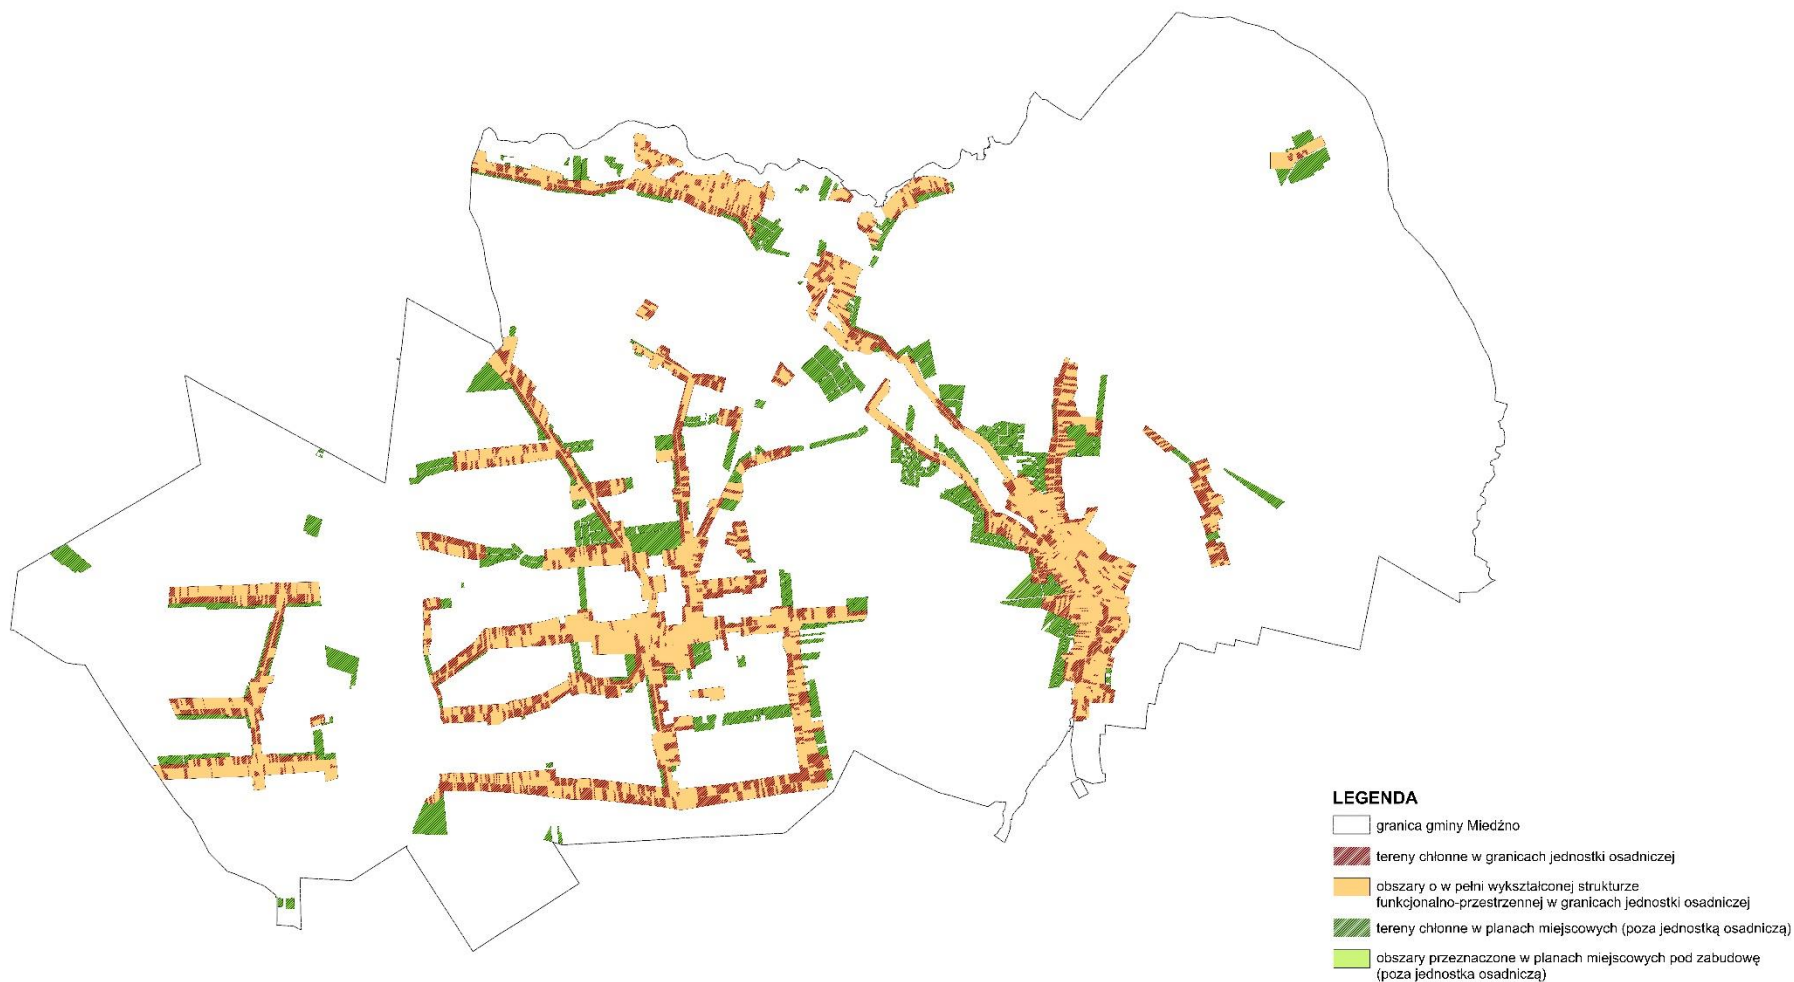 LEGENDA
granica gminy Miedźno
tereny chłonne w granicach jednostki osadniczej
obszary o w pełni wykształconej strukturze
funkcjonalno-przestrzennej w granicach jednostki osadniczej
tereny chłonne w planach miejscowych (poza jednostką osadniczą)
obszary przeznaczone w planach miejscowych pod zabudowę
(poza jednostka osadniczą)